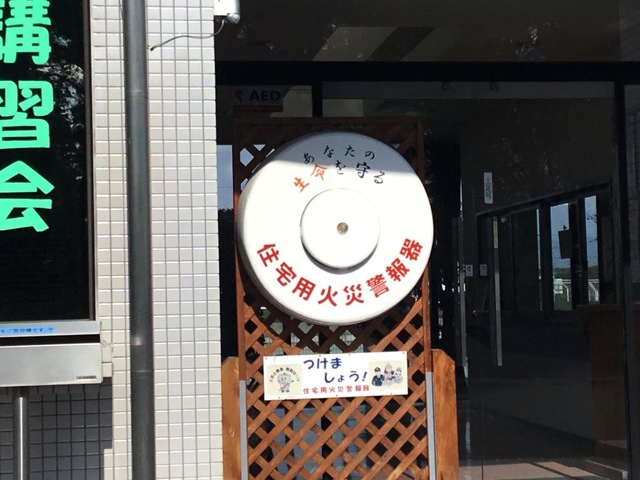 講習会
AED
あなたの
生命を守る
住宅用火災警報器
つけま
しょう!
住宅用火災警報器